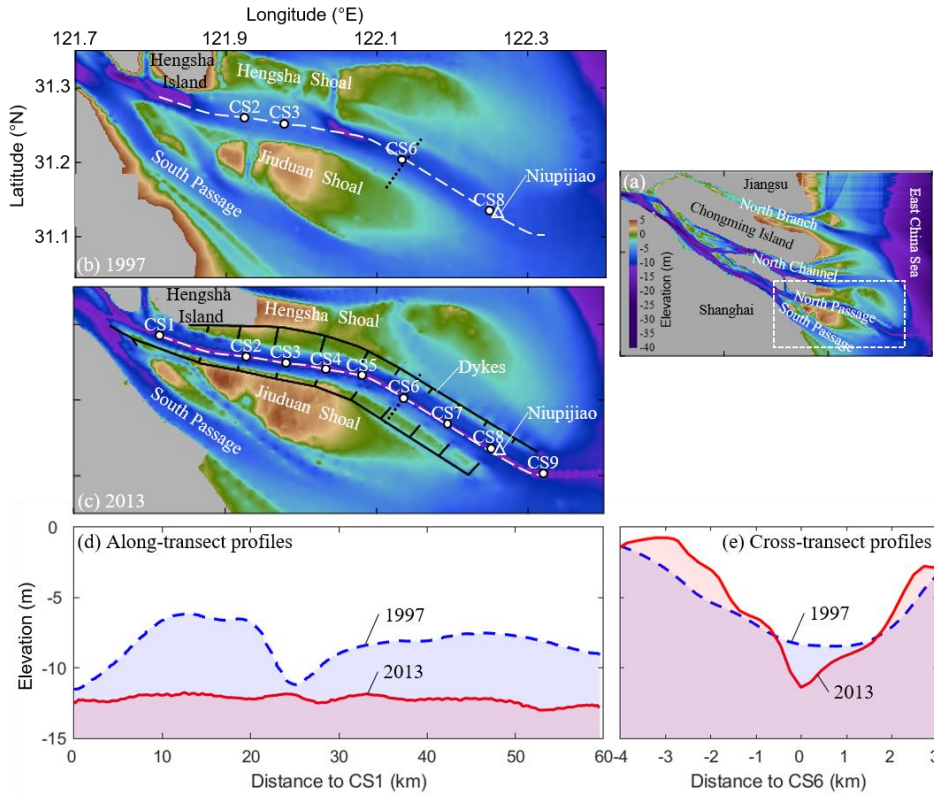 Longitude (°E)
121.7 121.9 122.1 122.3
Latitude (°N)
31.3
31.2
31.1
Hengsha
Island
Hengsha Shoal
CS2 CS3
CS6
Jiuduan Shoal
South Passage
CS8
Niupijiao
(b) 1997
(a)
Jiangsu
North Branch
Chongming Island
North Channel
North Passage
South Passage
Shanghai
East China Sea
Elevation (m)
5
0
-5
-10
-15
-20
-25
-30
-35
-40
Hengsha
Island
Hengsha Shoal
CS1
CS2
CS3
CS4
CS5
Dykes
CS6
Jiuduan Shoal
CS7
Niupijiao
South Passage
CS8
CS9
(c) 2013
(d) Along-transect profiles
Elevation (m)
0
-5
-10
-15
1997
2013
0 10 20 30 40 50 60
Distance to CS1 (km)
(e) Cross-transect profiles
1997
2013
-4 -3 -2 -1 0 1 2 3
Distance to CS6 (km)